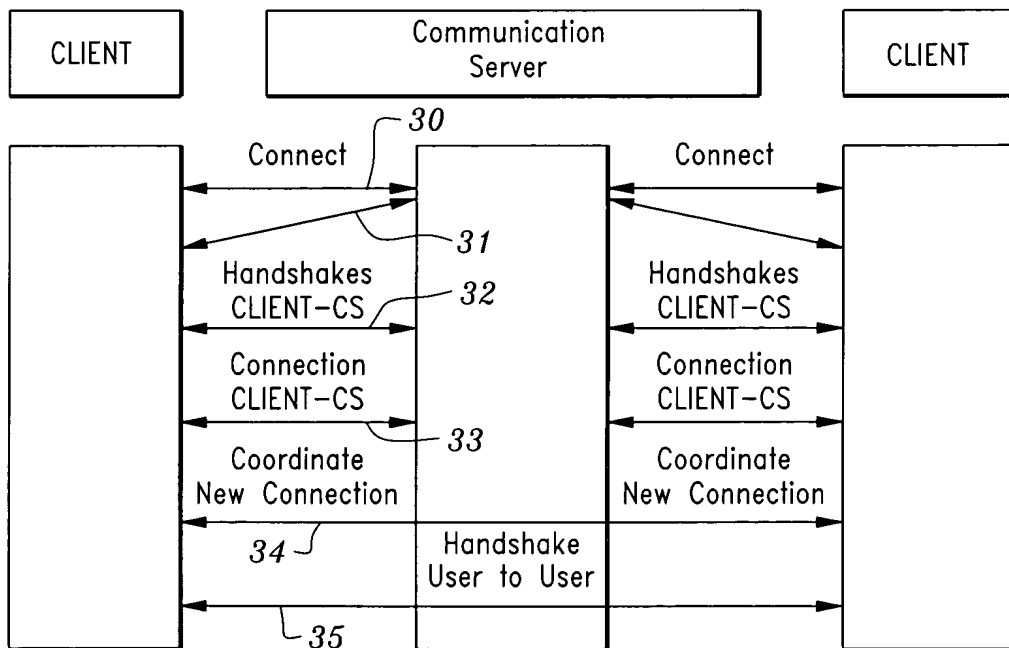 CLIENT
Communication
Server
CLIENT
30
Connect
Connect
31
Handshakes
CLIENT-CS
32
Handshakes
CLIENT-CS
Connection
CLIENT-CS
33
Connection
CLIENT-CS
Coordinate
New Connection
Coordinate
New Connection
34
Handshake
User to User
35